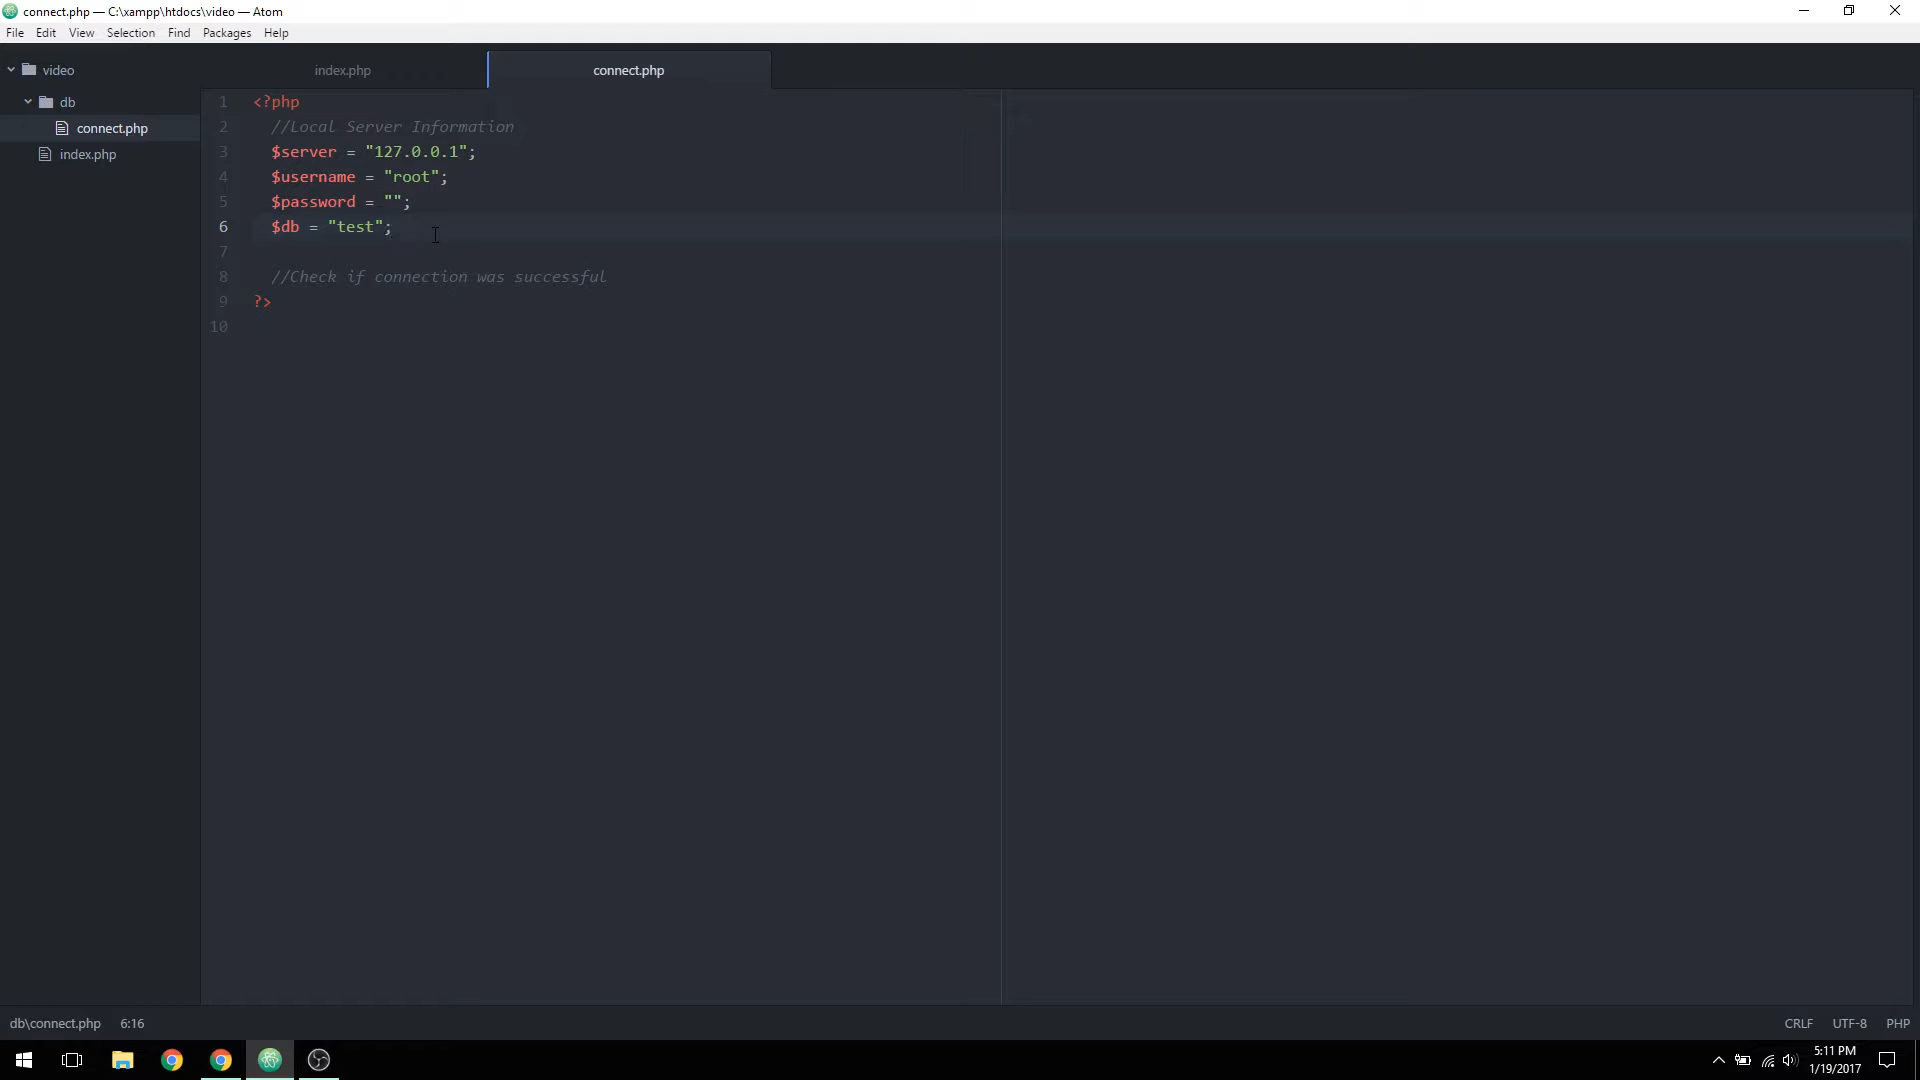 connect.php — C:\xampp\htdocs\video — Atom
File Edit View Selection Find Packages Help
video
db
connect.php
index.php
index.php connect.php
1 <?php
2 //Local Server Information
3 $server = "127.0.0.1";
4 $username = "root";
5 $password = "";
6 $db = "test";
7
8 //Check if connection was successful
9 ?>
10
db\connect.php 6:16 CRLF UTF-8 PHP
5:11 PM
1/19/2017